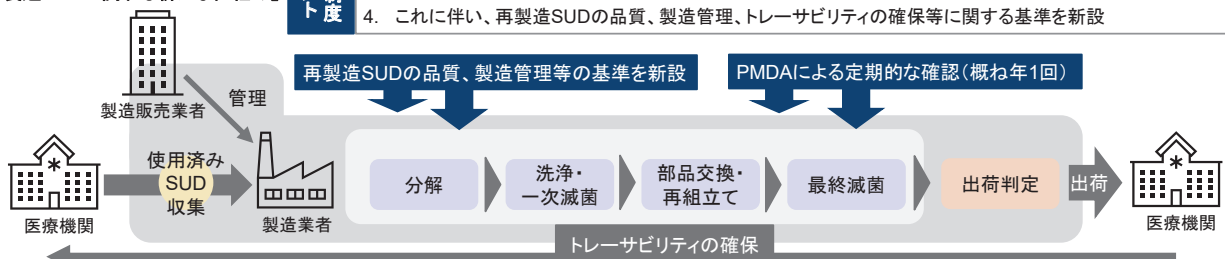 ト 度
4. これに伴い、再製造SUDの品質、製造管理、トレーサビリティの確保等に関する基準を新設
再製造SUDの品質、製造管理等の基準を新設
PMDAによる定期的な確認(概ね年1回)
製造販売業者
管理
使用済み
SUD
収集
医療機関
製造業者
分解
洗浄・
一次滅菌
部品交換・
再組立て
最終滅菌
出荷判定
出荷
医療機関
トレーサビリティの確保